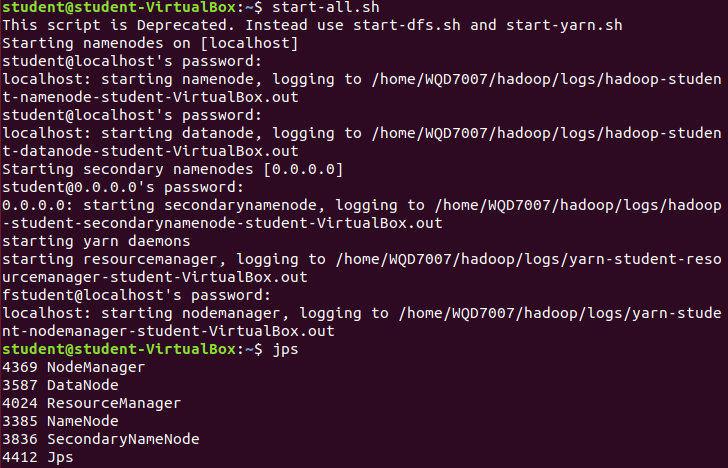 student@student-VirtualBox:~$ start-all.sh
This script is Deprecated. Instead use start-dfs.sh and start-yarn.sh
Starting namenodes on [localhost]
student@localhost's password:
localhost: starting namenode, logging to /home/WQD7007/hadoop/logs/hadoop-studen
t-namenode-student-VirtualBox.out
student@localhost's password:
localhost: starting datanode, logging to /home/WQD7007/hadoop/logs/hadoop-studen
t-datanode-student-VirtualBox.out
Starting secondary namenodes [0.0.0.0]
student@0.0.0.0's password:
0.0.0.0: starting secondarynamenode, logging to /home/WQD7007/hadoop/logs/hadoop
-student-secondarynamenode-student-VirtualBox.out
starting yarn daemons
starting resourcemanager, logging to /home/WQD7007/hadoop/logs/yarn-student-reso
urcemanager-student-VirtualBox.out
fstudent@localhost's password:
localhost: starting nodemanager, logging to /home/WQD7007/hadoop/logs/yarn-stude
nt-nodemanager-student-VirtualBox.out
student@student-VirtualBox:~$ jps
4369 NodeManager
3587 DataNode
4024 ResourceManager
3385 NameNode
3836 SecondaryNameNode
4412 Jps